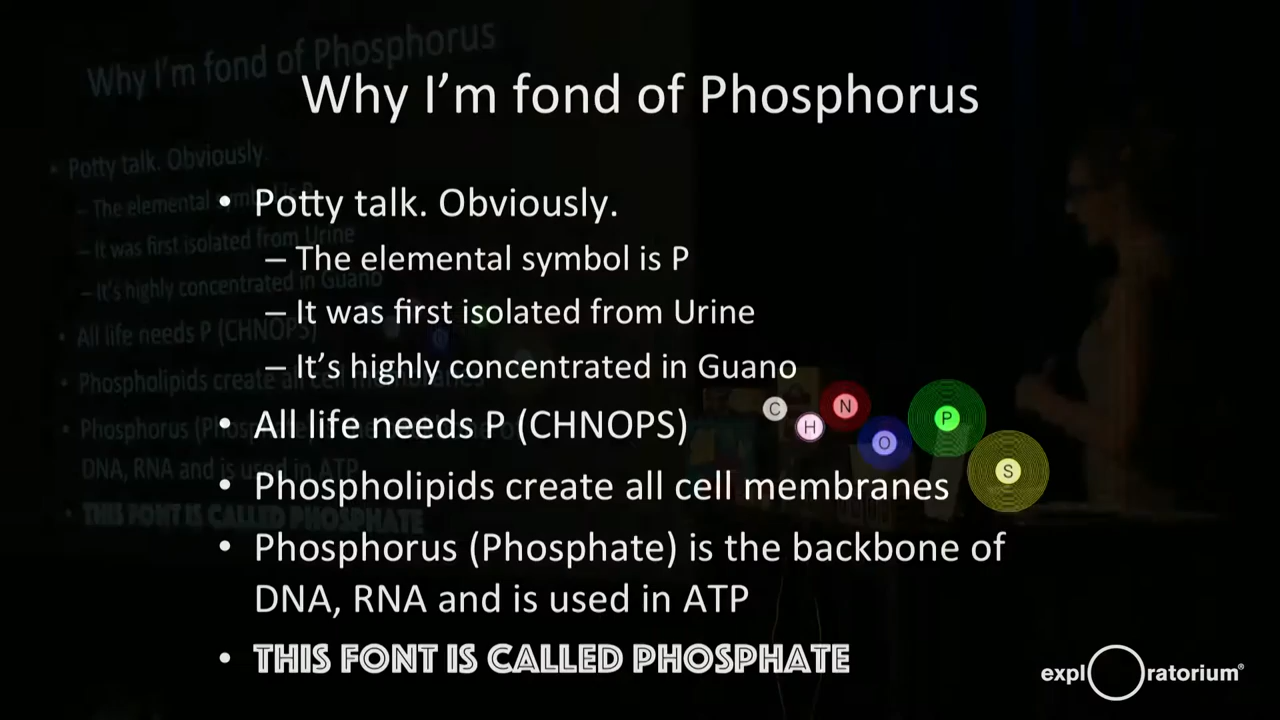 Why I'm fond of Phosphorus
• Potty talk. Obviously.
– The elemental symbol is P
– It was first isolated from Urine
– It's highly concentrated in Guano
• All life needs P (CHNOPS)
C H N O P S
• Phospholipids create all cell membranes
• Phosphorus (Phosphate) is the backbone of
DNA, RNA and is used in ATP
• THIS FONT IS CALLED PHOSPHATE
expl ratorium®